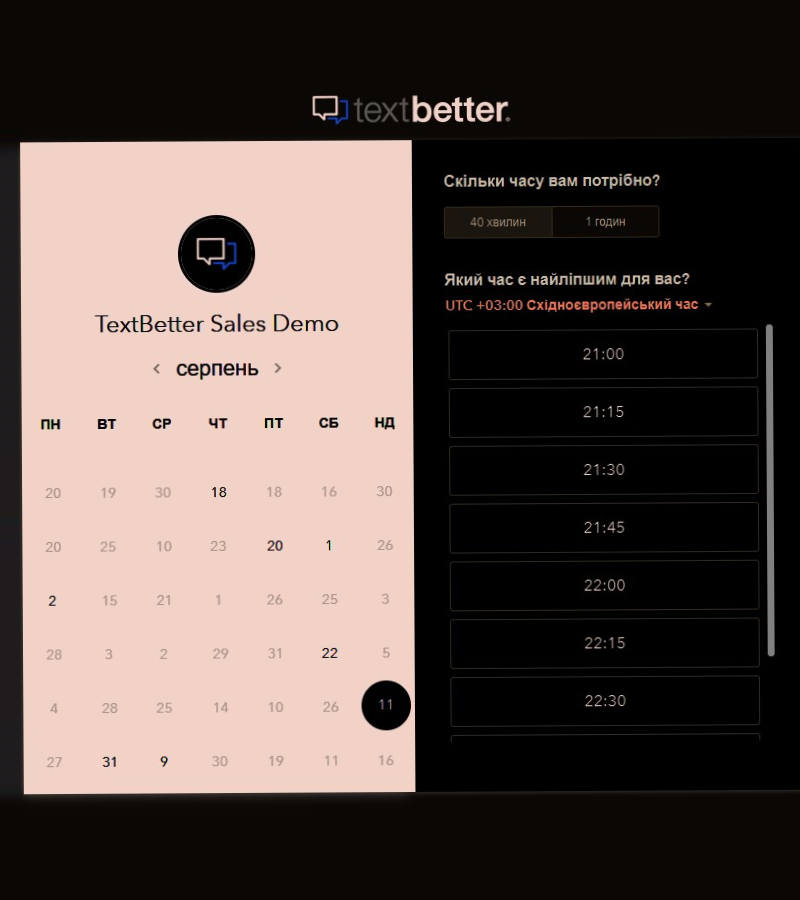 textbetter.
TextBetter Sales Demo
серпень
ПН ВТ СР ЧТ ПТ СБ НД
20 19 30 18 18 16 30
20 25 10 23 20 1 26
2 15 21 1 26 25 3
28 3 2 29 31 22 5
4 28 25 14 10 26 11
27 31 9 30 19 11 16
Скільки часу вам потрібно?
40 хвилин 1 годин
Який час є найліпшим для вас?
UTC +03:00 Східноєвропейський час
21:00
21:15
21:30
21:45
22:00
22:15
22:30